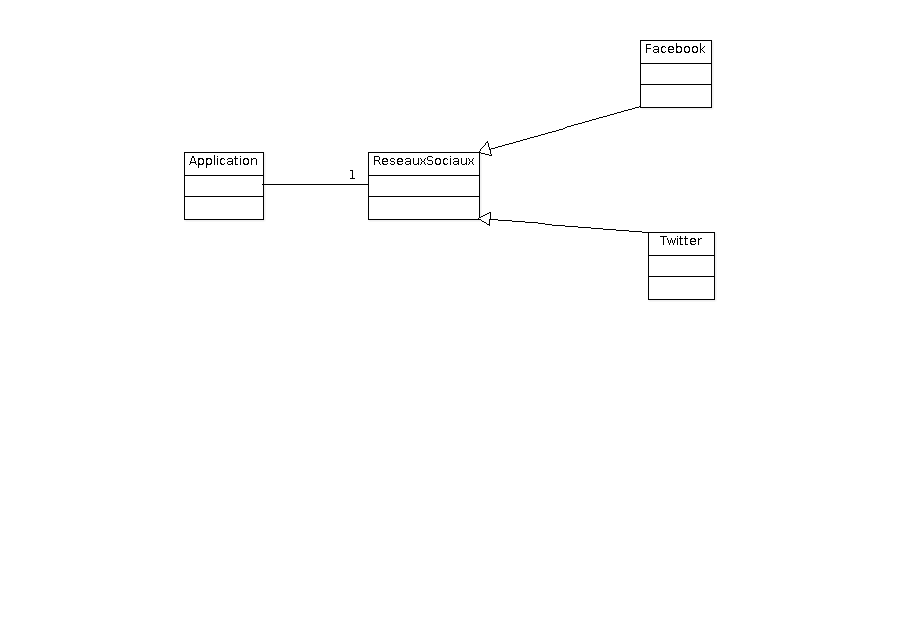 Facebook
Application
1
ReseauxSociaux
Twitter